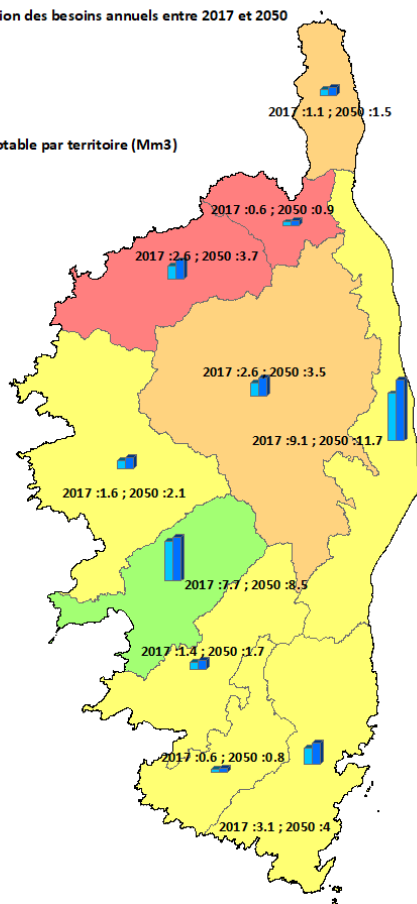 ion des besoins annuels entre 2017 et 2050
2017 :1.1 ; 2050 :1.5
otable par territoire (Mm3)
2017 :0.6 ; 2050 :0.9
2017 :2.6 ; 2050 :3.7
2017 :2.6 ; 2050 :3.5
2017 :9.1 ; 2050 :11.7
2017 :1.6 ; 2050 :2.1
2017 :7.7 ; 2050 :8.5
2017 :1.4 ; 2050 :1.7
2017 :0.6 ; 2050 :0.8
2017 :3.1 ; 2050 :4